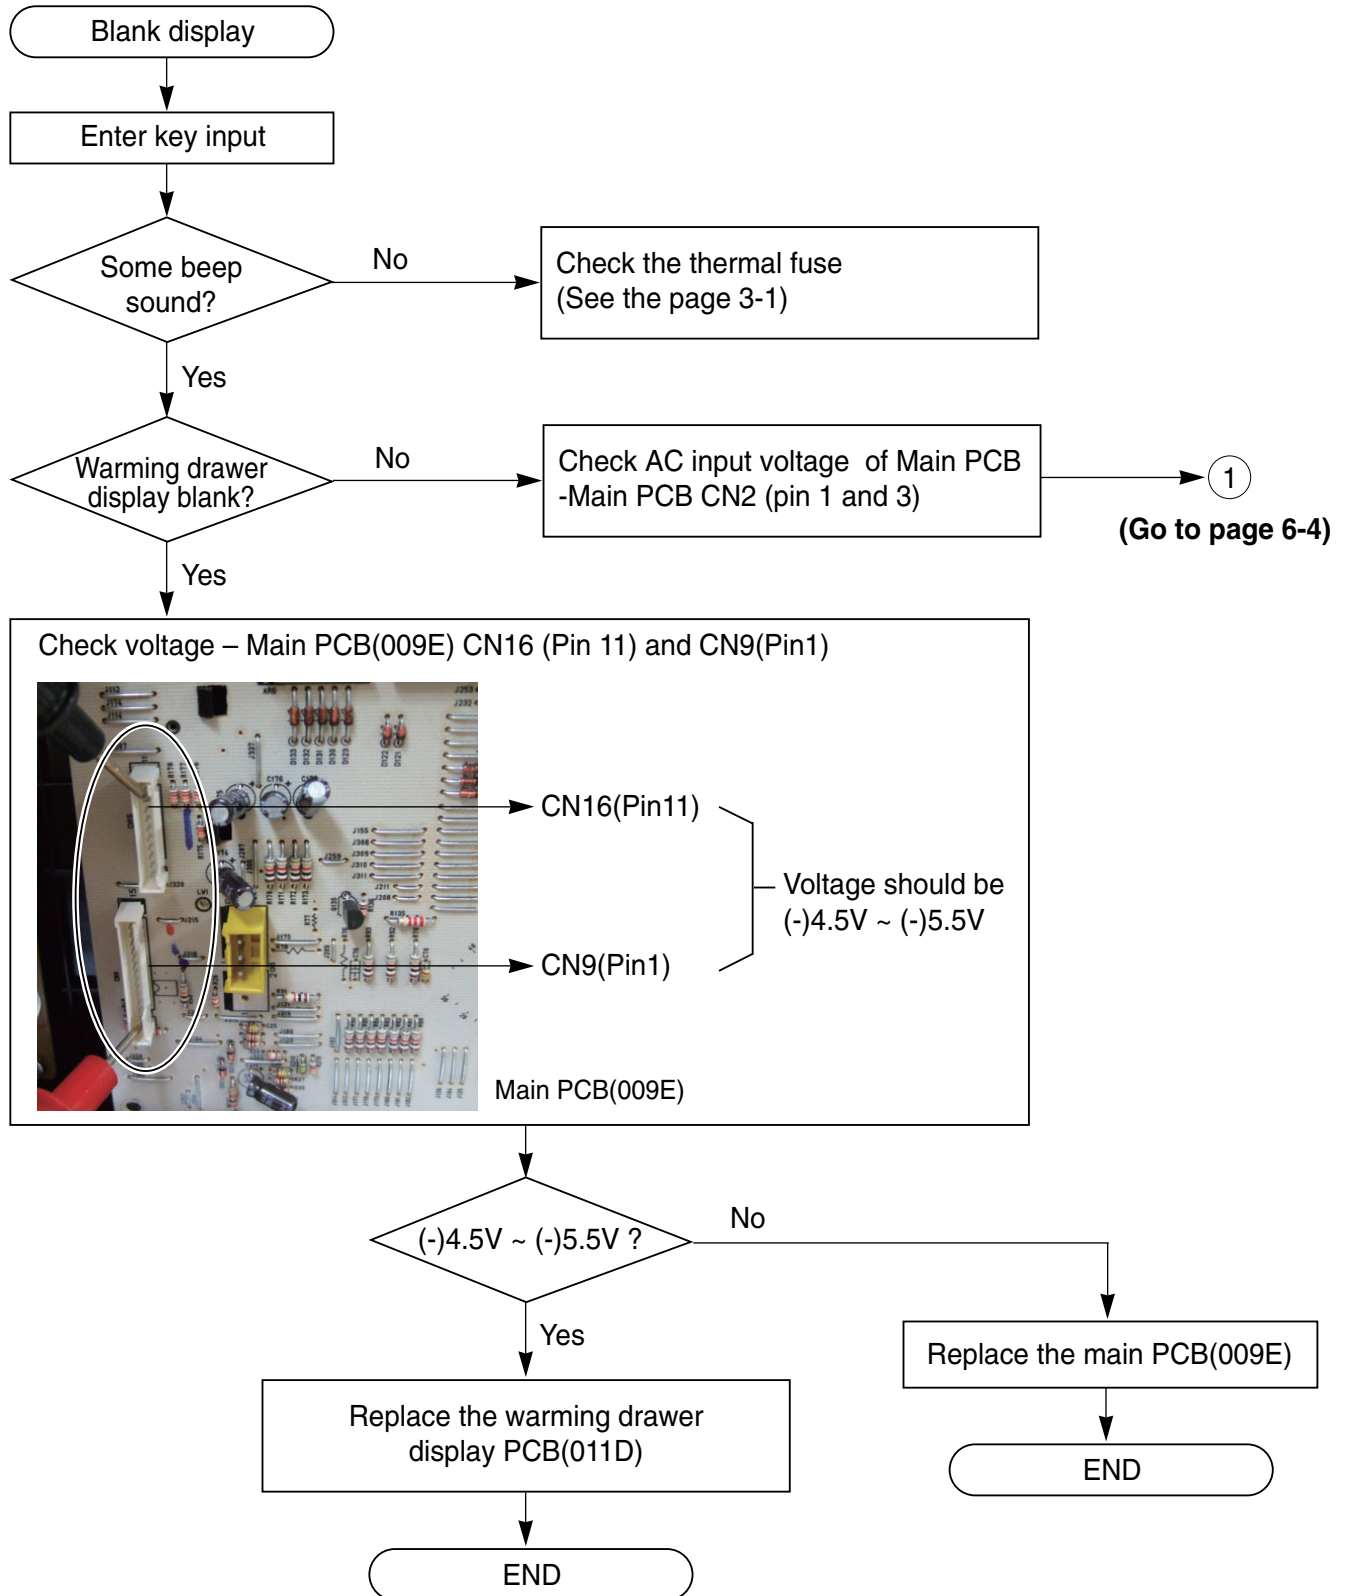 Blank display
Enter key input
Some beep
sound?
No
Check the thermal fuse
(See the page 3-1)
Yes
Warming drawer
display blank?
No
Check AC input voltage of Main PCB
-Main PCB CN2 (pin 1 and 3)
1
(Go to page 6-4)
Yes
Check voltage – Main PCB(009E) CN16 (Pin 11) and CN9(Pin1)
CN16(Pin11)
Voltage should be
(-)4.5V ~ (-)5.5V
CN9(Pin1)
Main PCB(009E)
(-)4.5V ~ (-)5.5V ?
No
Yes
Replace the main PCB(009E)
Replace the warming drawer
display PCB(011D)
END
END